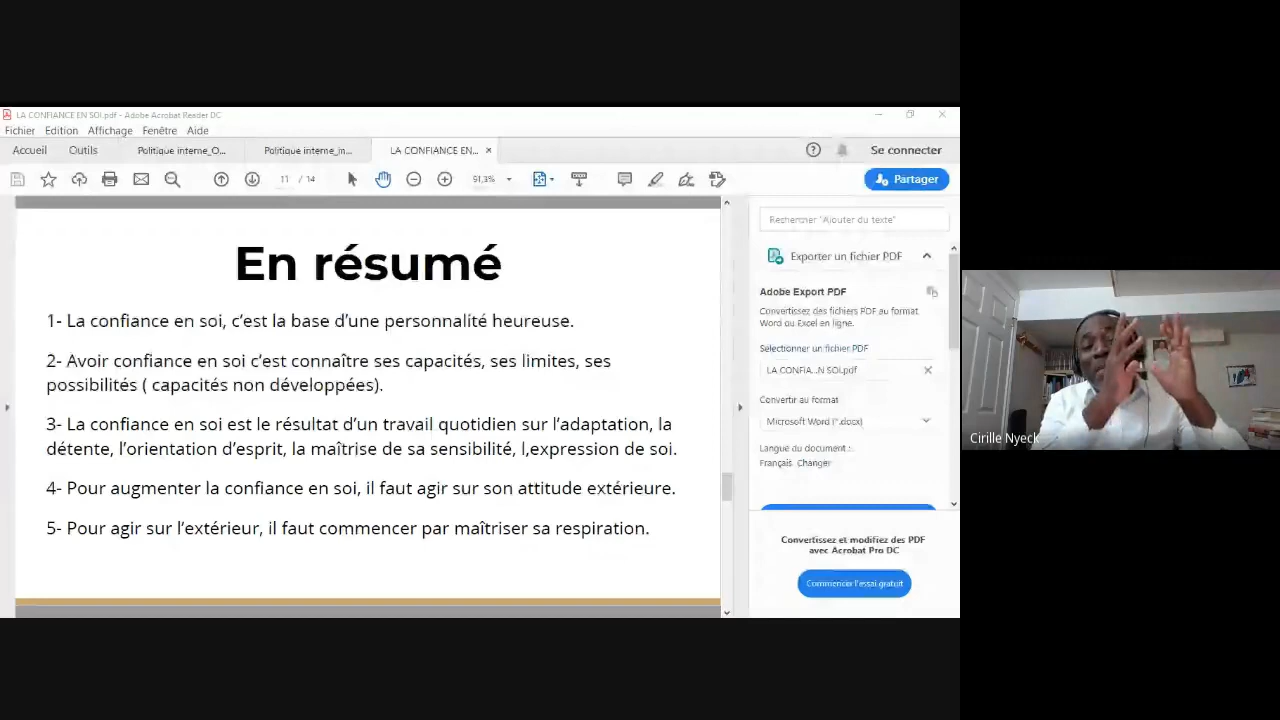 LA CONFIANCE EN SOI.pdf - Adobe Acrobat Reader DC
Fichier Edition Affichage Fenêtre Aide
Accueil Outils Politique interne_O... Politique interne_in... LA CONFIANCE EN... × ? Se connecter
11 / 14 51,3% Partager
Rechercher "Ajouter du texte"
En résumé
1- La confiance en soi, c’est la base d’une personnalité heureuse.
2- Avoir confiance en soi c’est connaître ses capacités, ses limites, ses
possibilités ( capacités non développées).
3- La confiance en soi est le résultat d’un travail quotidien sur l’adaptation, la
détente, l’orientation d’esprit, la maîtrise de sa sensibilité, l,expression de soi.
4- Pour augmenter la confiance en soi, il faut agir sur son attitude extérieure.
5- Pour agir sur l’extérieur, il faut commencer par maîtriser sa respiration.
Exporter un fichier PDF
Adobe Export PDF
Convertissez des fichiers PDF au format
Word ou Excel en ligne.
Sélectionner un fichier PDF
LA CONFIA...N SOI.pdf
Convertir au format
Microsoft Word (*.docx)
Langue du document :
Français Changer
Convertissez et modifiez des PDF
avec Acrobat Pro DC
Commencer l'essai gratuit
Cirille Nyeck